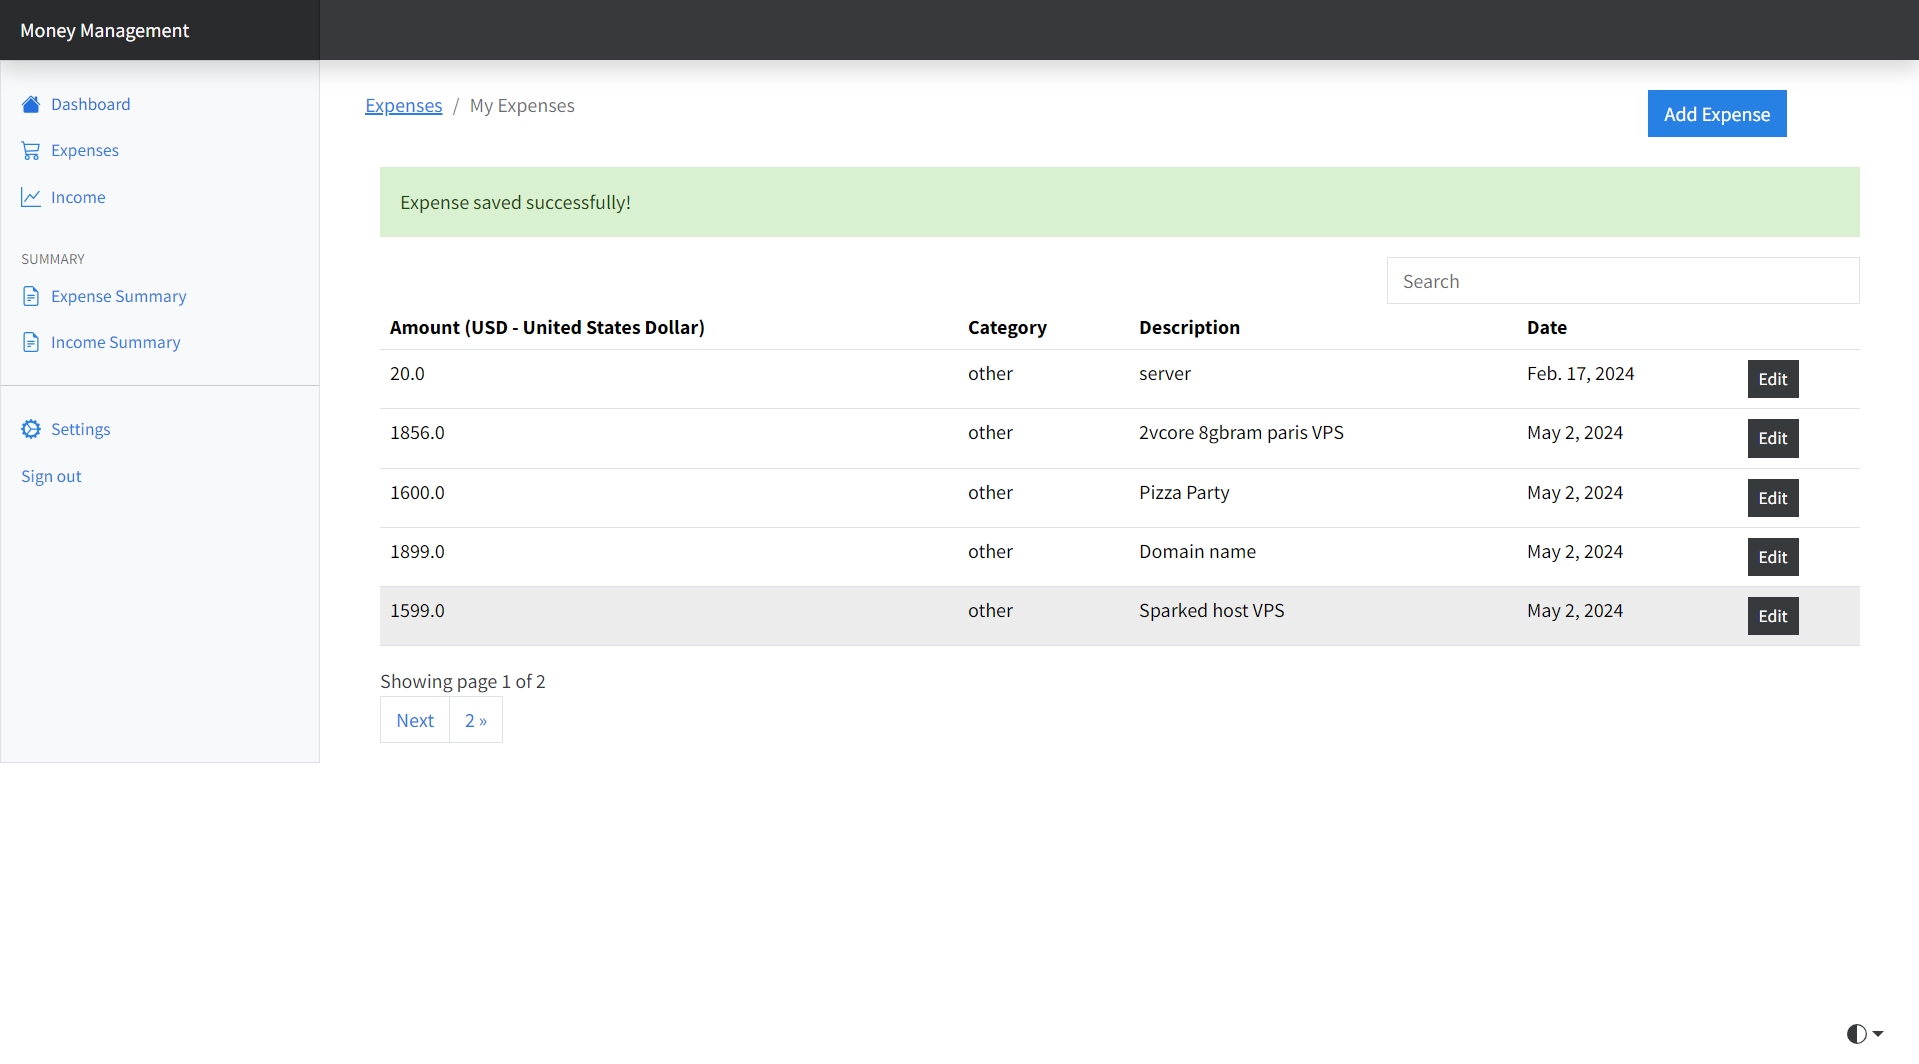 Money Management
Dashboard
Expenses
Income
SUMMARY
Expense Summary
Income Summary
Settings
Sign out
Expenses / My Expenses
Add Expense
Expense saved successfully!
Search
Amount (USD - United States Dollar) Category Description Date
20.0 other server Feb. 17, 2024 Edit
1856.0 other 2vcore 8gbram paris VPS May 2, 2024 Edit
1600.0 other Pizza Party May 2, 2024 Edit
1899.0 other Domain name May 2, 2024 Edit
1599.0 other Sparked host VPS May 2, 2024 Edit
Showing page 1 of 2
Next 2 »